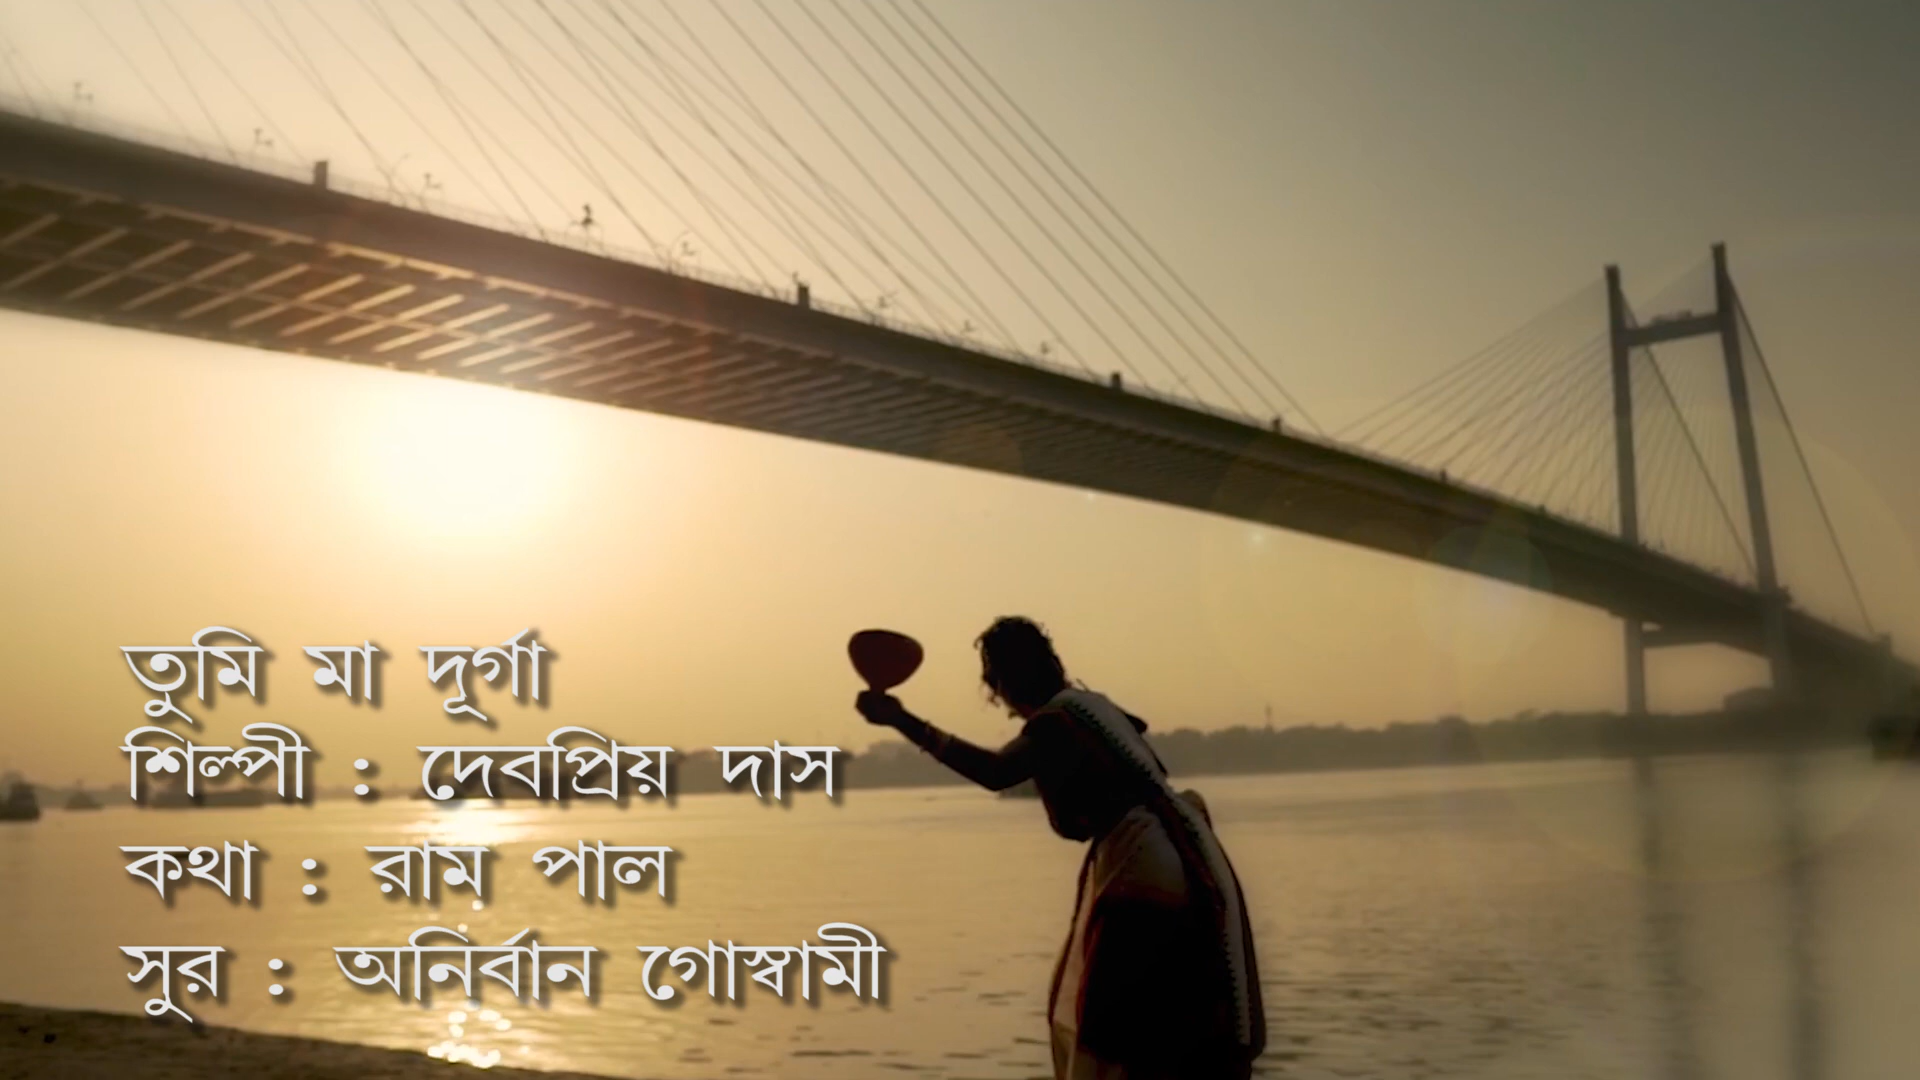 তুমি মা দূর্গা
শিল্পী : দেবপ্রিয় দাস
কথা : রাম পাল
সুর : অনির্বান গোস্বামী